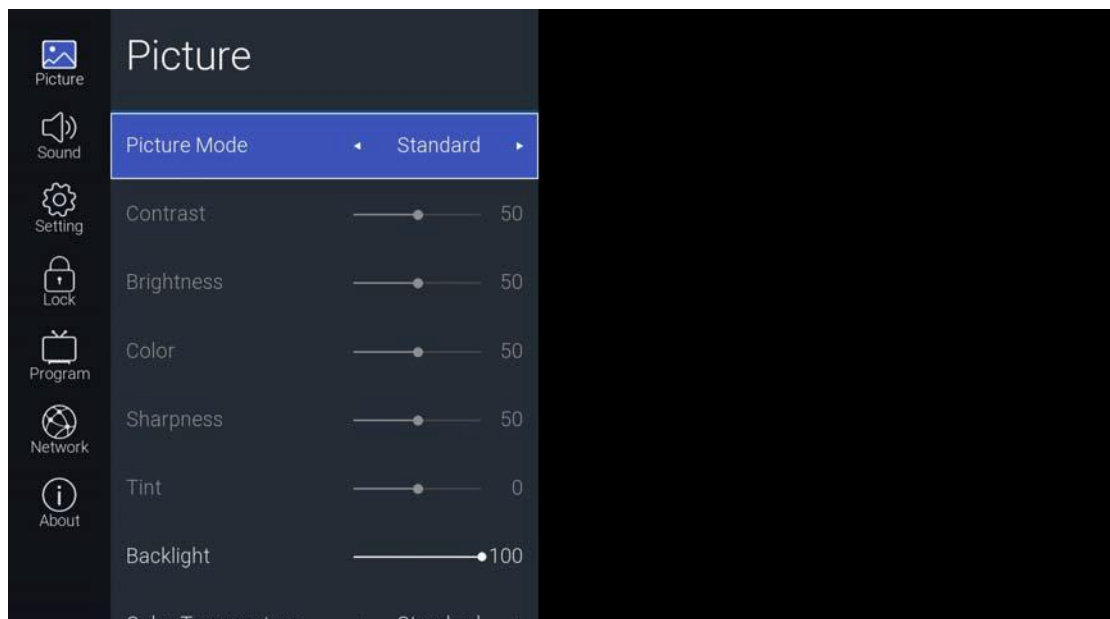 Picture
Sound
Setting
Lock
Program
Network
About
Picture
Picture Mode Standard
Contrast 50
Brightness 50
Color 50
Sharpness 50
Tint 0
Backlight 100